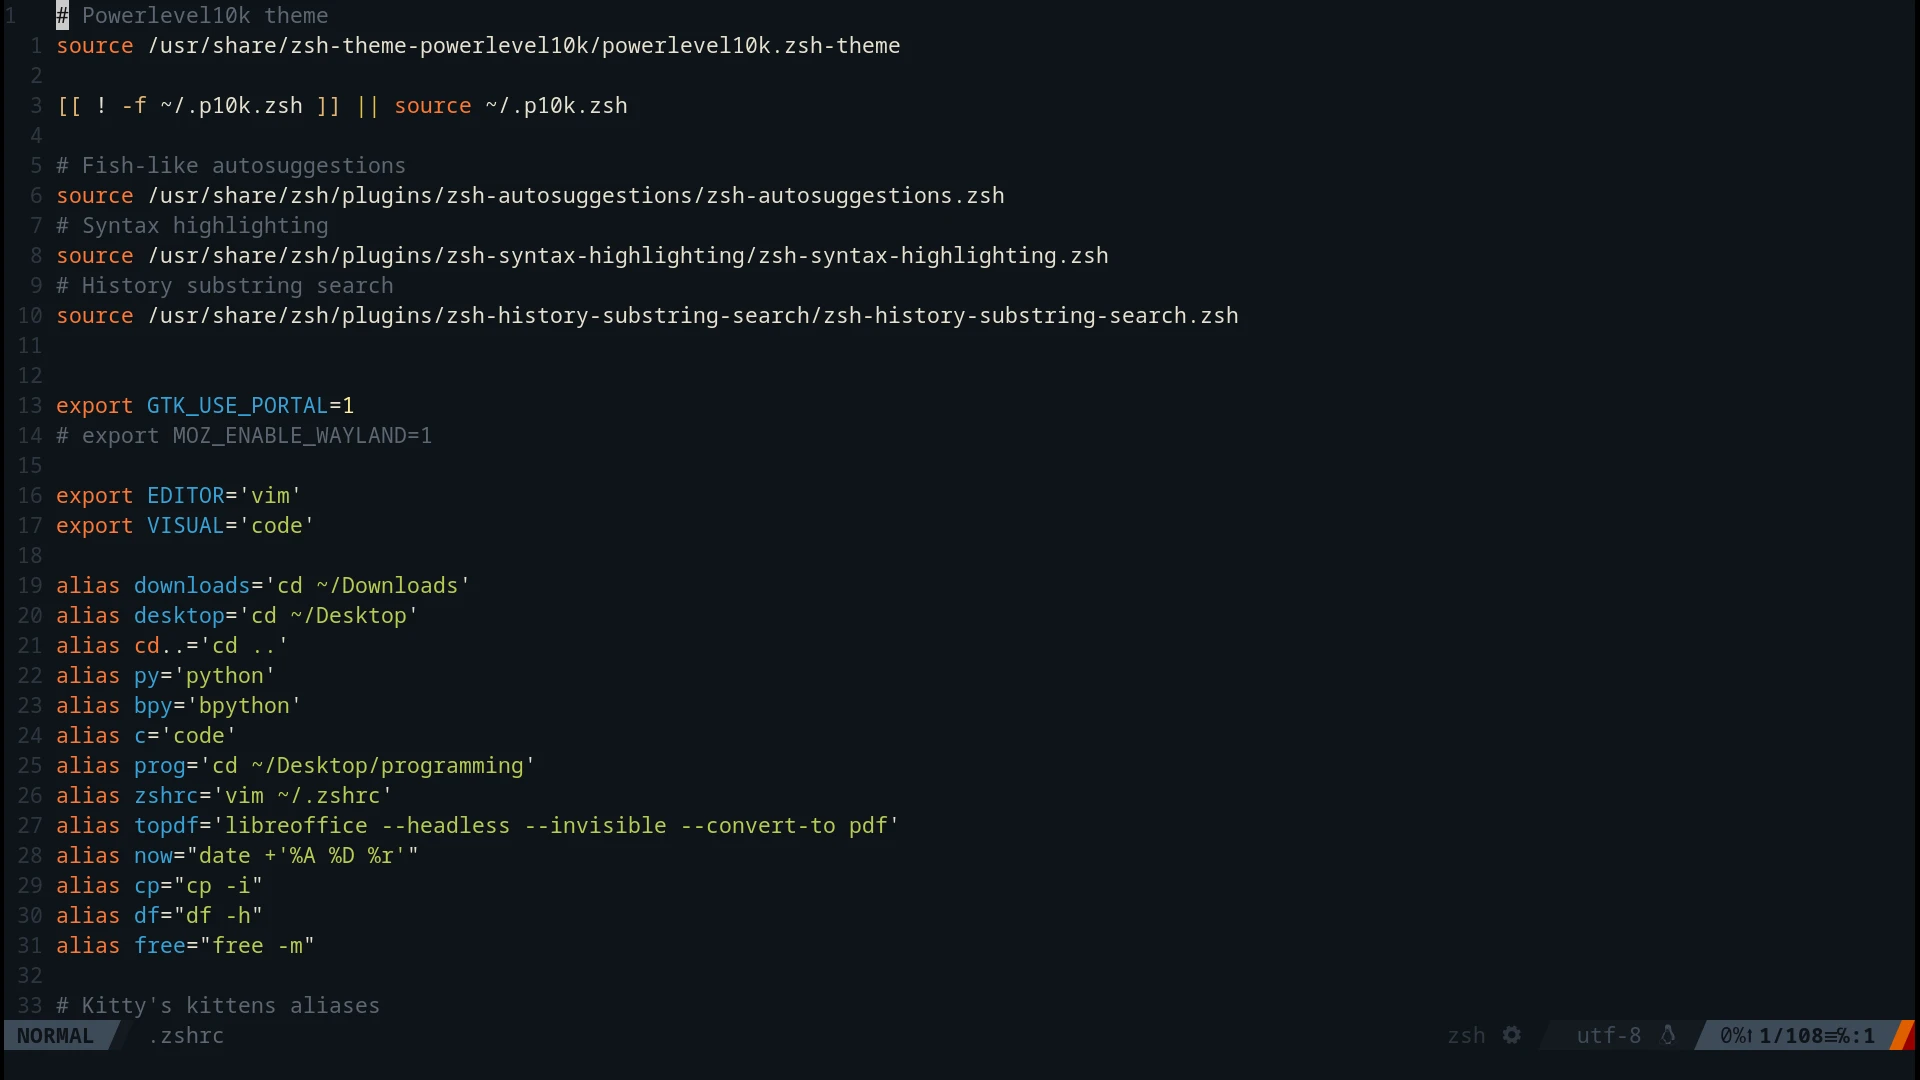 1 # Powerlevel10k theme
1 source /usr/share/zsh-theme-powerlevel10k/powerlevel10k.zsh-theme
2
3 [[ ! -f ~/.p10k.zsh ]] || source ~/.p10k.zsh
4
5 # Fish-like autosuggestions
6 source /usr/share/zsh/plugins/zsh-autosuggestions/zsh-autosuggestions.zsh
7 # Syntax highlighting
8 source /usr/share/zsh/plugins/zsh-syntax-highlighting/zsh-syntax-highlighting.zsh
9 # History substring search
10 source /usr/share/zsh/plugins/zsh-history-substring-search/zsh-history-substring-search.zsh
11
12
13 export GTK_USE_PORTAL=1
14 # export MOZ_ENABLE_WAYLAND=1
15
16 export EDITOR='vim'
17 export VISUAL='code'
18
19 alias downloads='cd ~/Downloads'
20 alias desktop='cd ~/Desktop'
21 alias cd..='cd ..'
22 alias py='python'
23 alias bpy='bpython'
24 alias c='code'
25 alias prog='cd ~/Desktop/programming'
26 alias zshrc='vim ~/.zshrc'
27 alias topdf='libreoffice --headless --invisible --convert-to pdf'
28 alias now="date +'%A %D %r'"
29 alias cp="cp -i"
30 alias df="df -h"
31 alias free="free -m"
32
33 # Kitty's kittens aliases
NORMAL .zshrc zsh utf-8 0% 1/108≡℅:1